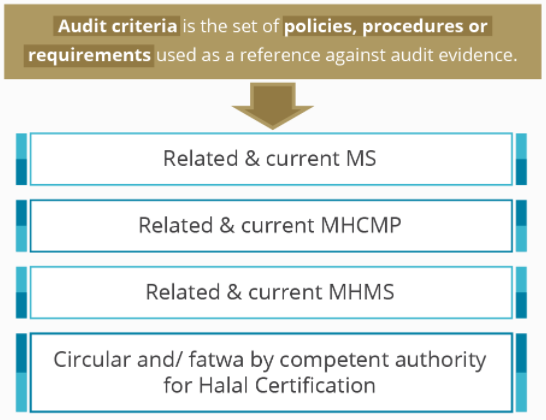 Audit criteria is the set of policies, procedures or
requirements used as a reference against audit evidence.
Related & current MS
Related & current MHCMP
Related & current MHMS
Circular and/ fatwa by competent authority
for Halal Certification